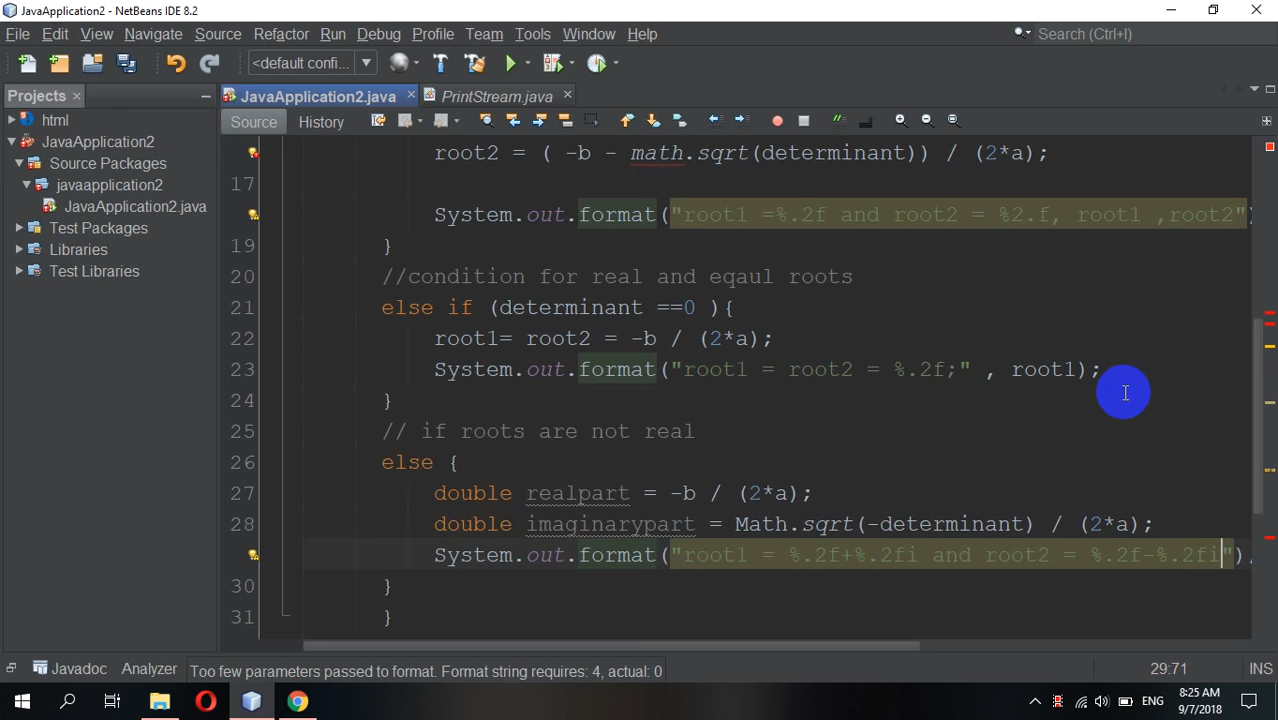 JavaApplication2 - NetBeans IDE 8.2
File Edit View Navigate Source Refactor Run Debug Profile Team Tools Window Help
Search (Ctrl+I)
<default confi...
Projects
JavaApplication2.java
PrintStream.java
html
JavaApplication2
Source Packages
javaapplication2
JavaApplication2.java
Test Packages
Libraries
Test Libraries
Source History
root2 = ( -b - math.sqrt(determinant)) / (2*a);
17
System.out.format("root1 =%.2f and root2 = %2.f, root1 ,root2")
19 }
20 //condition for real and eqaul roots
21 else if (determinant ==0 ){
22 root1= root2 = -b / (2*a);
23 System.out.format("root1 = root2 = %.2f;" , root1);
24 }
25 // if roots are not real
26 else {
27 double realpart = -b / (2*a);
28 double imaginarypart = Math.sqrt(-determinant) / (2*a);
System.out.format("root1 = %.2f+%.2fi and root2 = %.2f-%.2fi");
30 }
31 }
Javadoc Analyzer Too few parameters passed to format. Format string requires: 4, actual: 0 29:71 INS
ENG
8:25 AM
9/7/2018